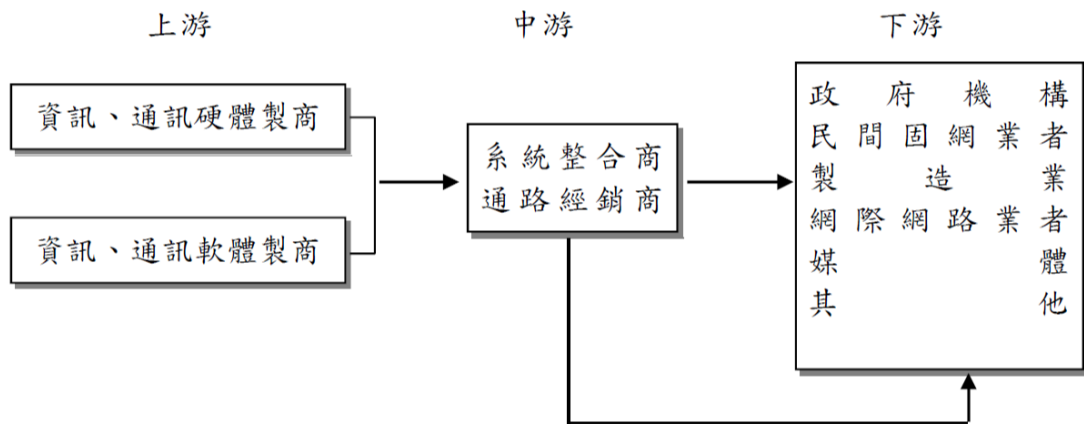 上游
中游
下游
資訊、通訊硬體製商
資訊、通訊軟體製商
系統整合商
通路經銷商
政府機構
民間固網業者
製造業
網際網路業者
媒體
其他